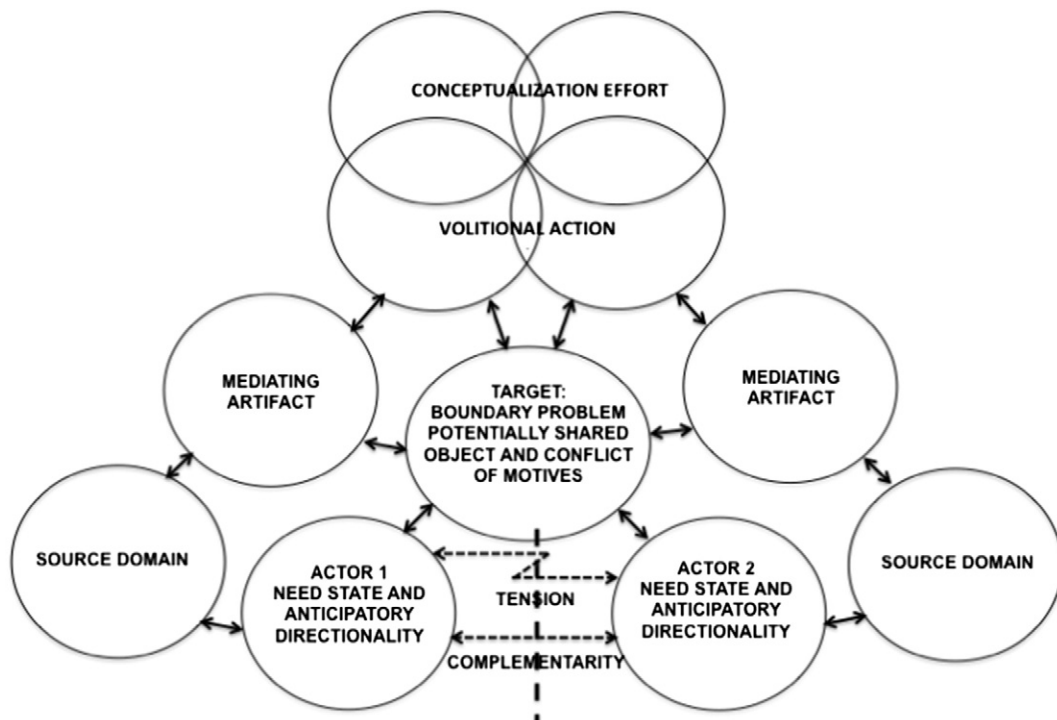 CONCEPTUALIZATION EFFORT
VOLITIONAL ACTION
MEDIATING
ARTIFACT
TARGET:
BOUNDARY PROBLEM
POTENTIALLY SHARED
OBJECT AND CONFLICT
OF MOTIVES
MEDIATING
ARTIFACT
SOURCE DOMAIN
ACTOR 1
NEED STATE AND
ANTICIPATORY
DIRECTIONALITY
TENSION
COMPLEMENTARITY
ACTOR 2
NEED STATE AND
ANTICIPATORY
DIRECTIONALITY
SOURCE DOMAIN